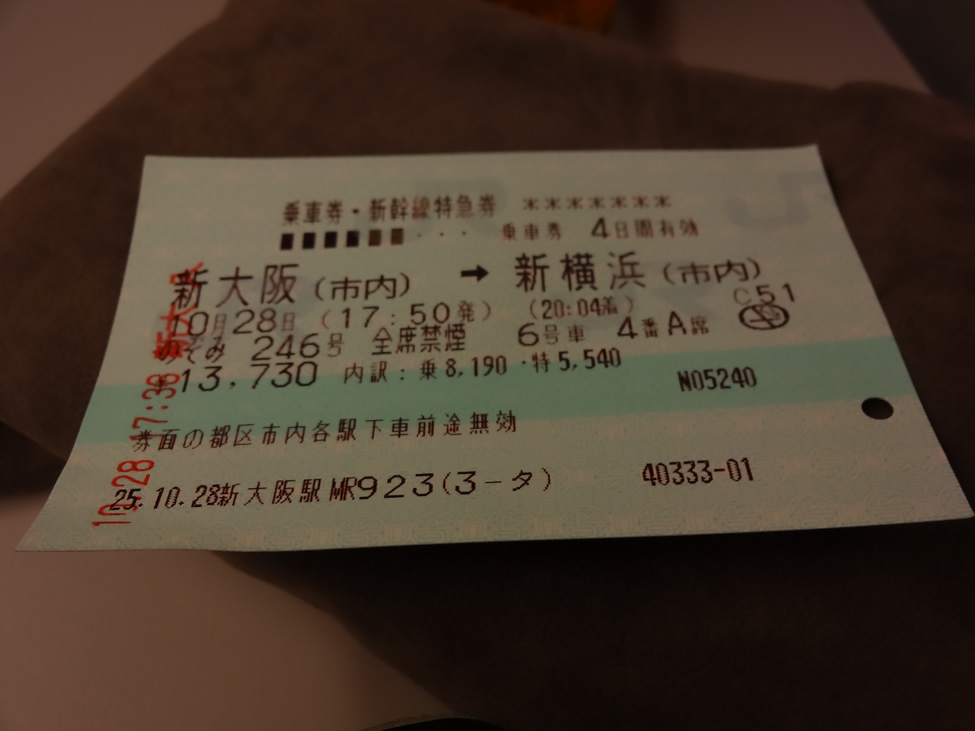 乗車券・新幹線特急券 *******
■■■■■■・・・ 乗車券 4日間有効
新大阪(市内) → 新横浜(市内)
10月28日 (17:50発) (20:04着) C51
のぞみ 246号 全席禁煙 6号車 4番A席
13,730 内訳:乗8,190・特5,540
N05240
券面の都区市内各駅下車前途無効
25.10.28新大阪駅MR923(3-タ) 40333-01
10.28 17:38 新大阪